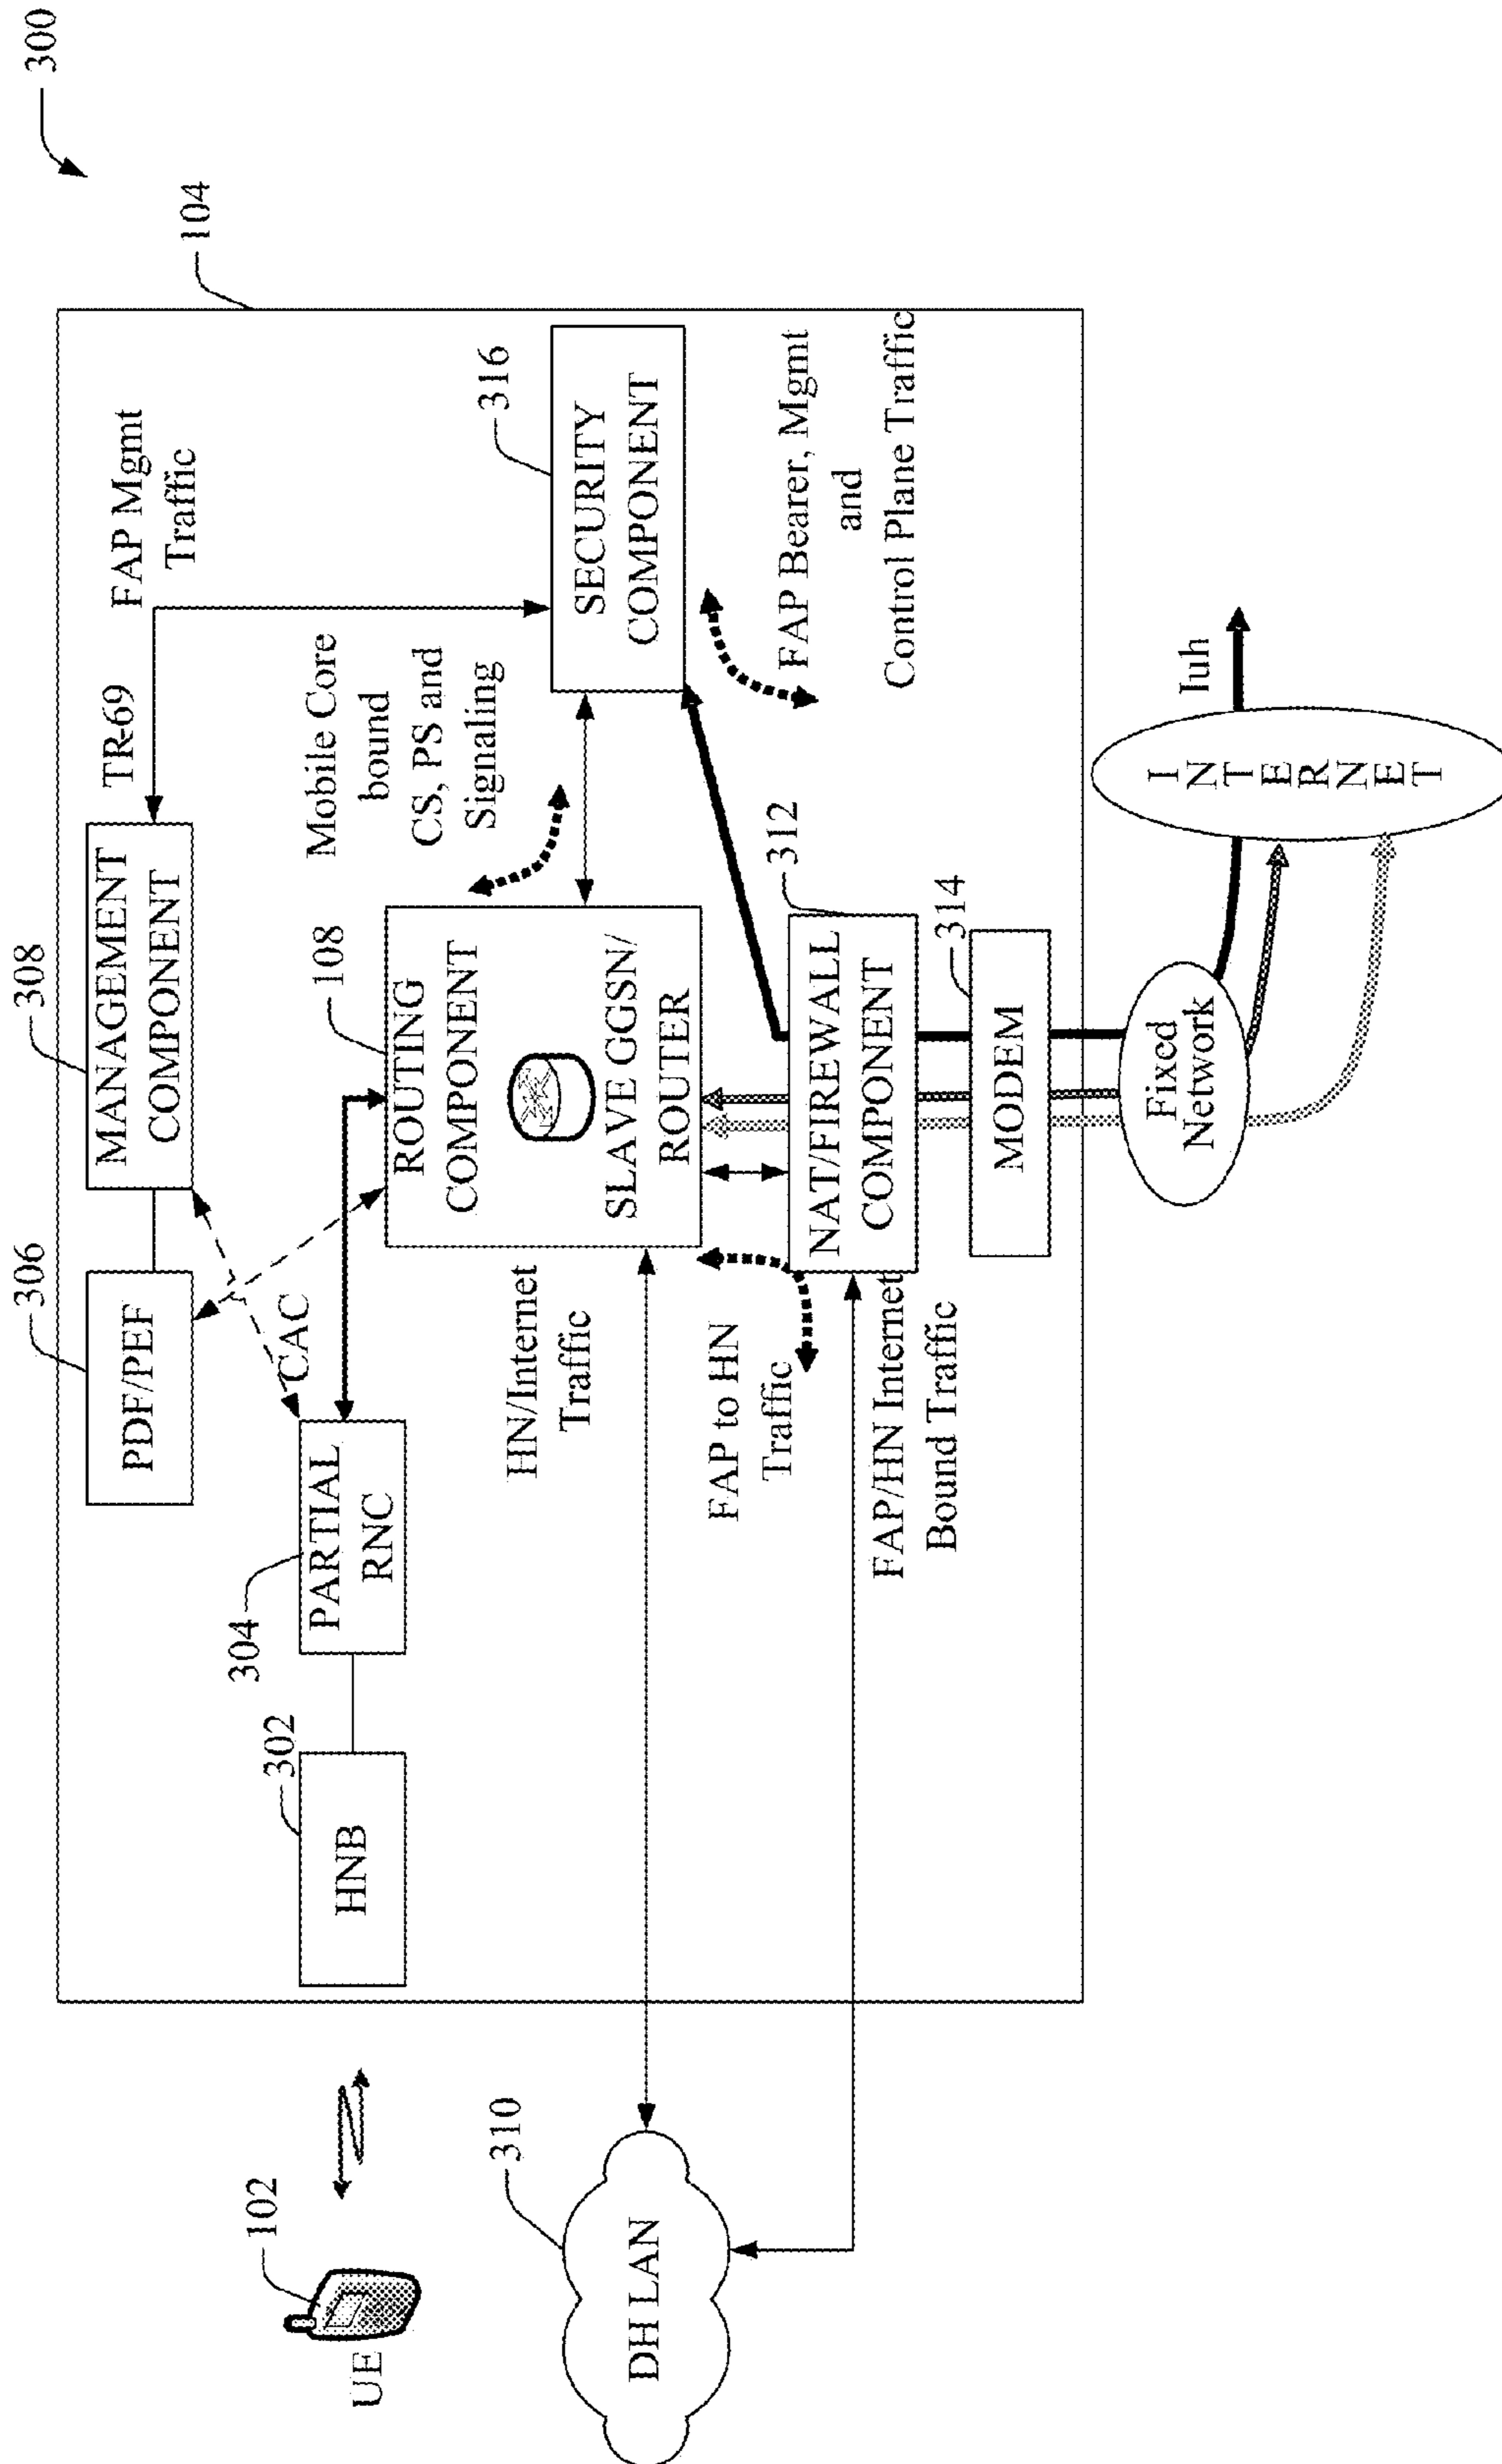 300
104
306
PDF/PEF
308
MANAGEMENT
COMPONENT
TR-69
FAP Mgmt
Traffic
CAC
302
HNB
304
PARTIAL
RNC
102
UE
108
ROUTING
COMPONENT
SLAVE GGSN/
ROUTER
Mobile Core
bound
CS, PS and
Signaling
316
SECURITY
COMPONENT
HN/Internet
Traffic
310
DH LAN
FAP to HN
Traffic
312
NAT/FIREWALL
COMPONENT
FAP Bearer, Mgmt
and
Control Plane Traffic
FAP/HN Internet
Bound Traffic
314
MODEM
Fixed
Network
INTERNET
Iuh